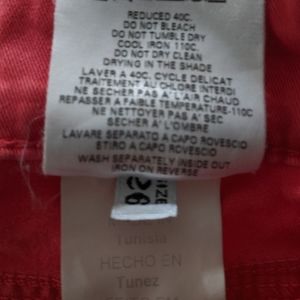 REDUCED 40C.
DO NOT BLEACH
DO NOT TUMBLE DRY
COOL IRON 110C.
DO NOT DRY CLEAN
DRYING IN THE SHADE
LAVER A 40C. CYCLE DELICAT
TRAITEMENT AU CHLORE INTERDI
NE SECHER PAS A' L'AIR CHAUD
REPASSER A FAIBLE TEMPERATURE-110C
NE NETTOYER PAS A' SEC
SECHER A' L'OMBRE
LAVARE SEPARATO A CAPO ROVESCIO
STIRO A CAPO ROVESCIO
WASH SEPARATELY INSIDE OUT
IRON ON REVERSE
SIZE
26
Tunisia
HECHO EN
Tunez